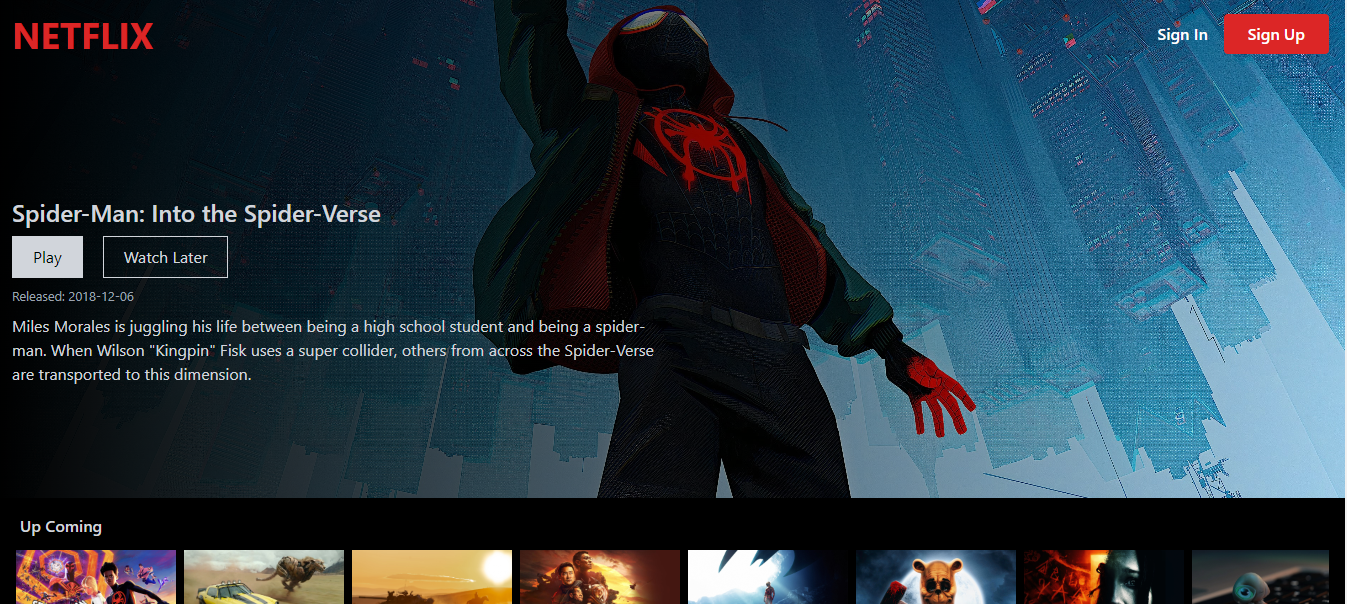 NETFLIX
Sign In
Sign Up
Spider-Man: Into the Spider-Verse
Play
Watch Later
Released: 2018-12-06
Miles Morales is juggling his life between being a high school student and being a spider-
man. When Wilson "Kingpin" Fisk uses a super collider, others from across the Spider-Verse
are transported to this dimension.
Up Coming